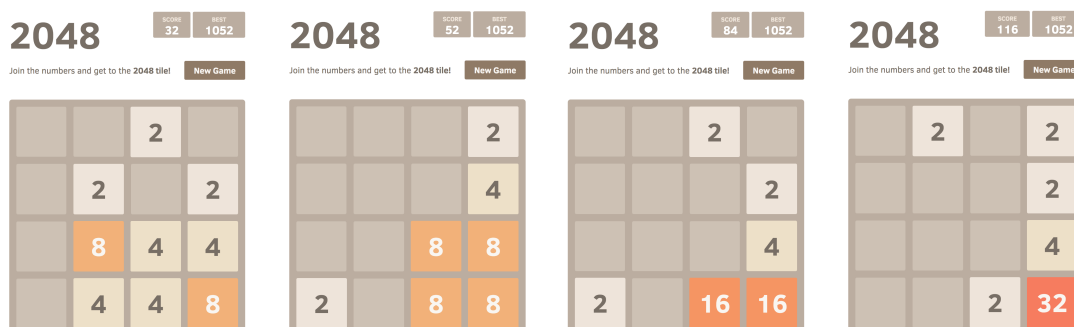 2048
SCORE
32
BEST
1052
Join the numbers and get to the 2048 tile!
New Game
2
2 2
8 4 4
4 4 8
2048
SCORE
52
BEST
1052
Join the numbers and get to the 2048 tile!
New Game
2
4
8 8
2 8 8
2048
SCORE
84
BEST
1052
Join the numbers and get to the 2048 tile!
New Game
2
2
4
2 16 16
2048
SCORE
116
BEST
1052
Join the numbers and get to the 2048 tile!
New Game
2 2
2
4
2 32